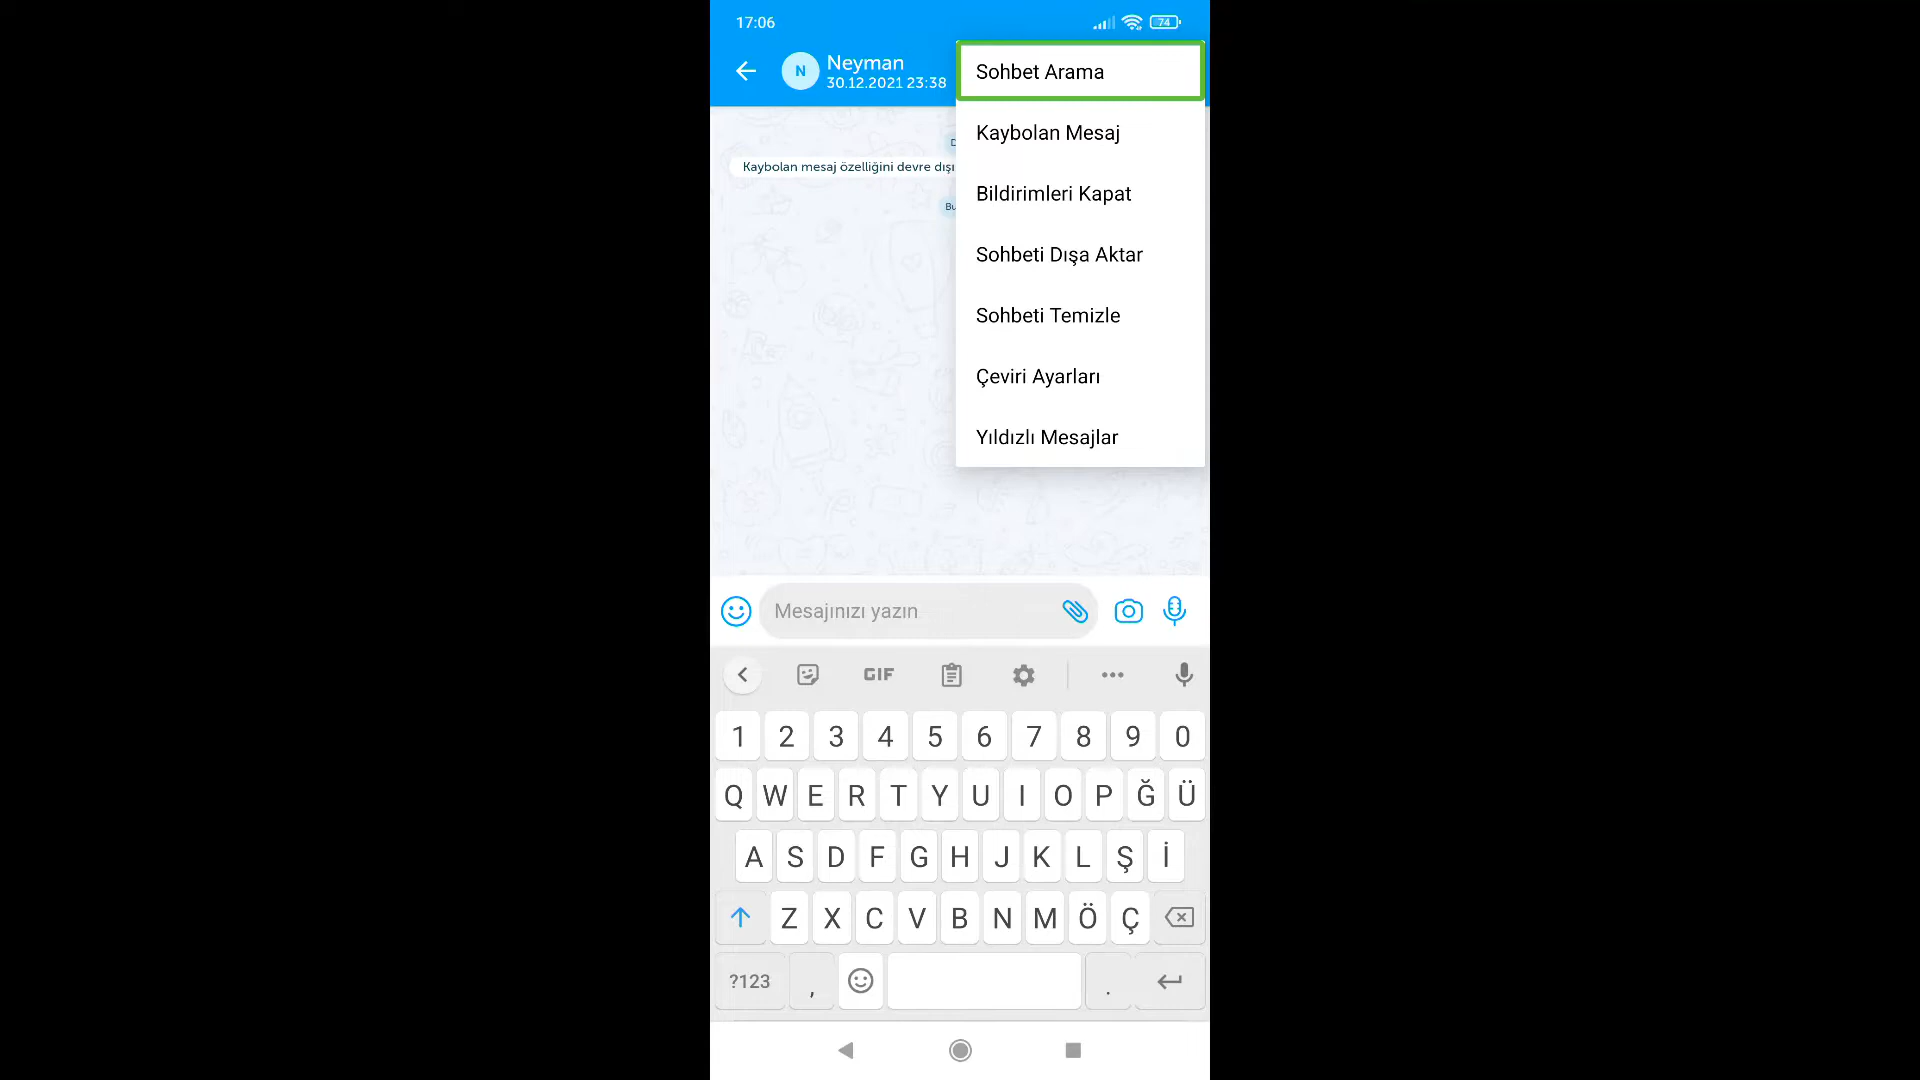 17:06
74
N
Neyman
30.12.2021 23:38
Sohbet Arama
Kaybolan Mesaj
Kaybolan mesaj özelliğini devre dışı
Bildirimleri Kapat
Sohbeti Dışa Aktar
Sohbeti Temizle
Çeviri Ayarları
Yıldızlı Mesajlar
Mesajınızı yazın
GIF
1 2 3 4 5 6 7 8 9 0
Q W E R T Y U I O P Ğ Ü
A S D F G H J K L Ş İ
Z X C V B N M Ö Ç
?123 , .